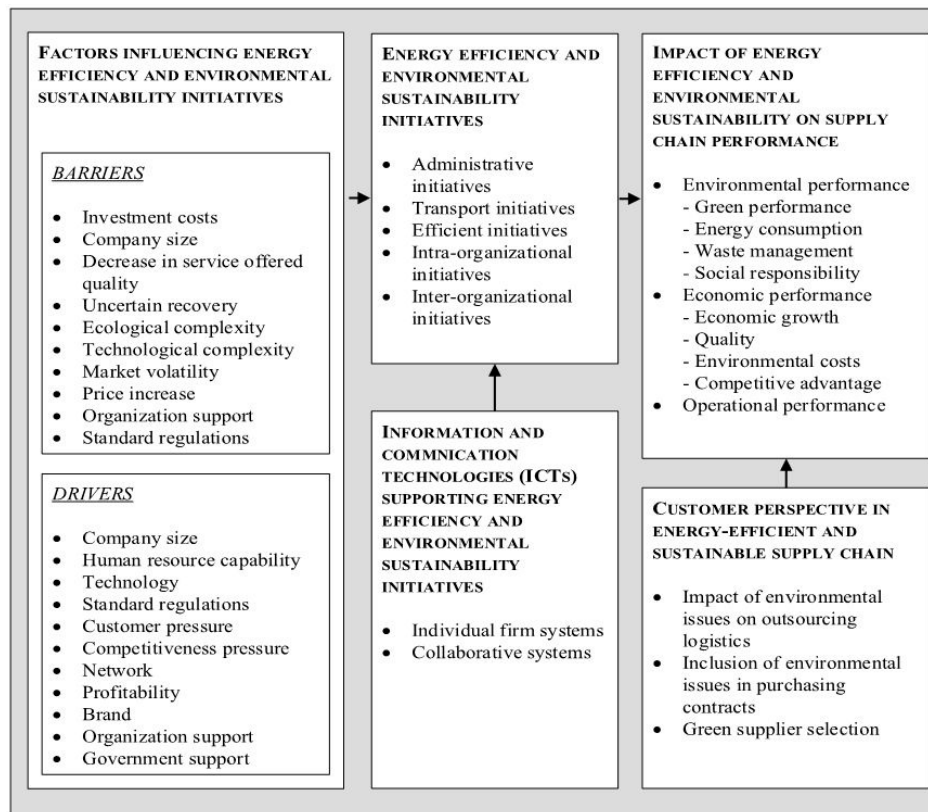 FACTORS INFLUENCING ENERGY
EFFICIENCY AND ENVIRONMENTAL
SUSTAINABILITY INITIATIVES
BARRIERS
• Investment costs
• Company size
• Decrease in service offered
quality
• Uncertain recovery
• Ecological complexity
• Technological complexity
• Market volatility
• Price increase
• Organization support
• Standard regulations
DRIVERS
• Company size
• Human resource capability
• Technology
• Standard regulations
• Customer pressure
• Competitiveness pressure
• Network
• Profitability
• Brand
• Organization support
• Government support
ENERGY EFFICIENCY AND
ENVIRONMENTAL
SUSTAINABILITY
INITIATIVES
• Administrative
initiatives
• Transport initiatives
• Efficient initiatives
• Intra-organizational
initiatives
• Inter-organizational
initiatives
INFORMATION AND
COMMNICATION
TECHNOLOGIES (ICTS)
SUPPORTING ENERGY
EFFICIENCY AND
ENVIRONMENTAL
SUSTAINABILITY
INITIATIVES
• Individual firm systems
• Collaborative systems
IMPACT OF ENERGY
EFFICIENCY AND
ENVIRONMENTAL
SUSTAINABILITY ON SUPPLY
CHAIN PERFORMANCE
• Environmental performance
- Green performance
- Energy consumption
- Waste management
- Social responsibility
• Economic performance
- Economic growth
- Quality
- Environmental costs
- Competitive advantage
• Operational performance
CUSTOMER PERSPECTIVE IN
ENERGY-EFFICIENT AND
SUSTAINABLE SUPPLY CHAIN
• Impact of environmental
issues on outsourcing
logistics
• Inclusion of environmental
issues in purchasing
contracts
• Green supplier selection